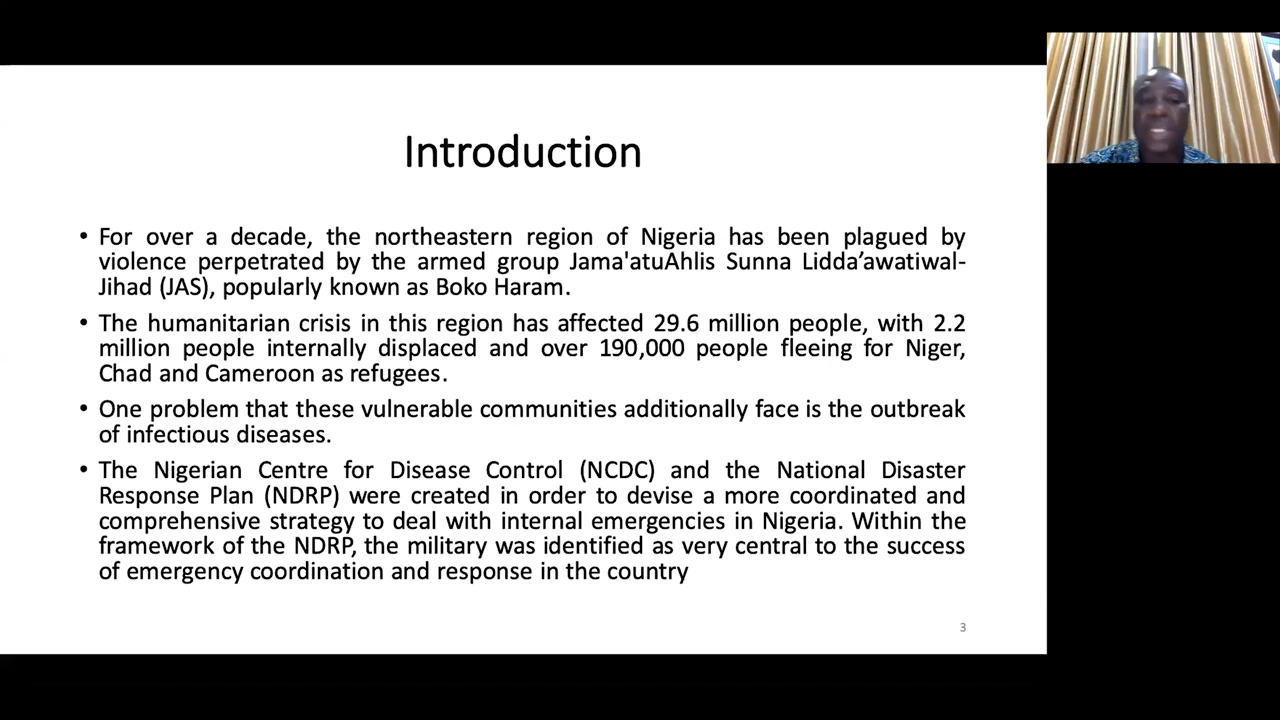 Introduction
• For over a decade, the northeastern region of Nigeria has been plagued by
violence perpetrated by the armed group Jama'atuAhlis Sunna Lidda’awatiwal-
Jihad (JAS), popularly known as Boko Haram.
• The humanitarian crisis in this region has affected 29.6 million people, with 2.2
million people internally displaced and over 190,000 people fleeing for Niger,
Chad and Cameroon as refugees.
• One problem that these vulnerable communities additionally face is the outbreak
of infectious diseases.
• The Nigerian Centre for Disease Control (NCDC) and the National Disaster
Response Plan (NDRP) were created in order to devise a more coordinated and
comprehensive strategy to deal with internal emergencies in Nigeria. Within the
framework of the NDRP, the military was identified as very central to the success
of emergency coordination and response in the country
3